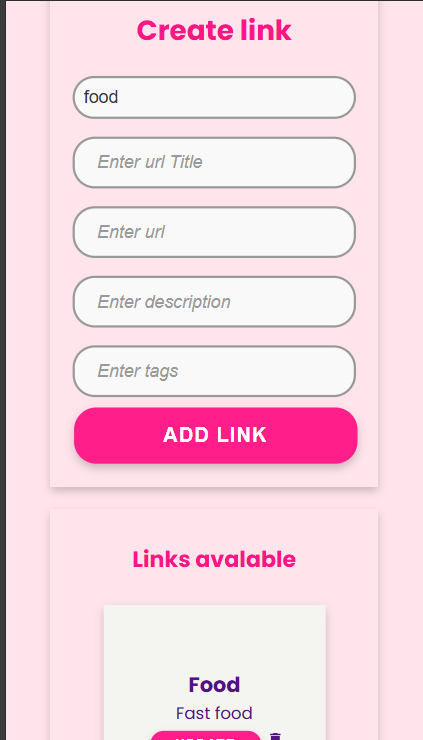 Create link
food
Enter url Title
Enter url
Enter description
Enter tags
ADD LINK
Links avalable
Food
Fast food
UPDATE